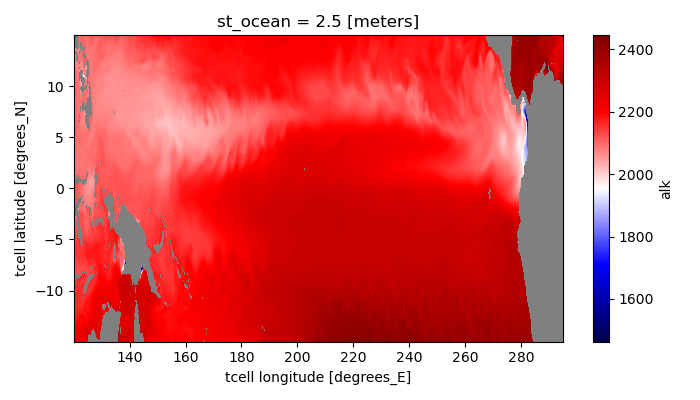 st_ocean = 2.5 [meters]
tcell latitude [degrees_N]
10
5
0
−5
−10
140 160 180 200 220 240 260 280
tcell longitude [degrees_E]
2400
2200
2000
1800
1600
alk